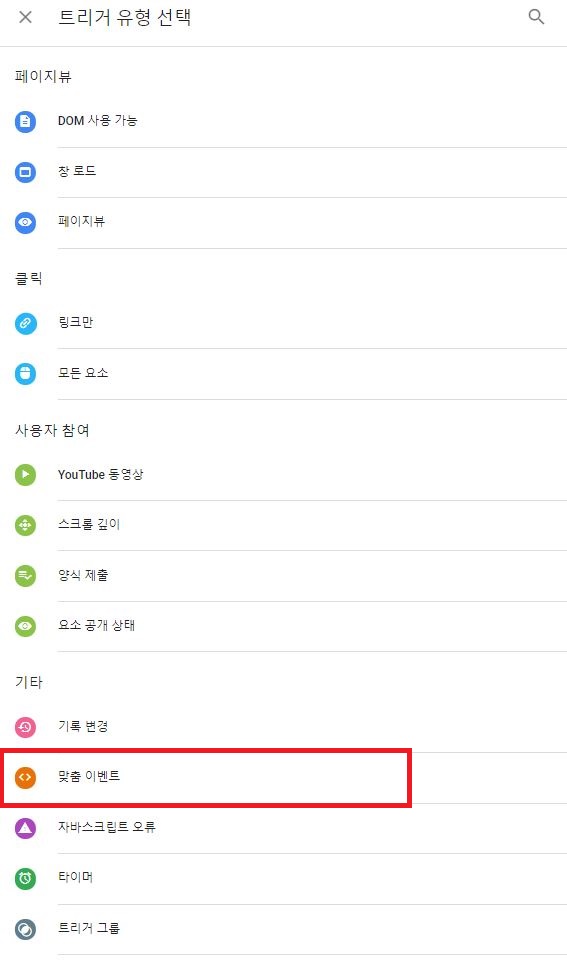 트리거 유형 선택
페이지뷰
DOM 사용 가능
창 로드
페이지뷰
클릭
링크만
모든 요소
사용자 참여
YouTube 동영상
스크롤 깊이
양식 제출
요소 공개 상태
기타
기록 변경
맞춤 이벤트
자바스크립트 오류
타이머
트리거 그룹